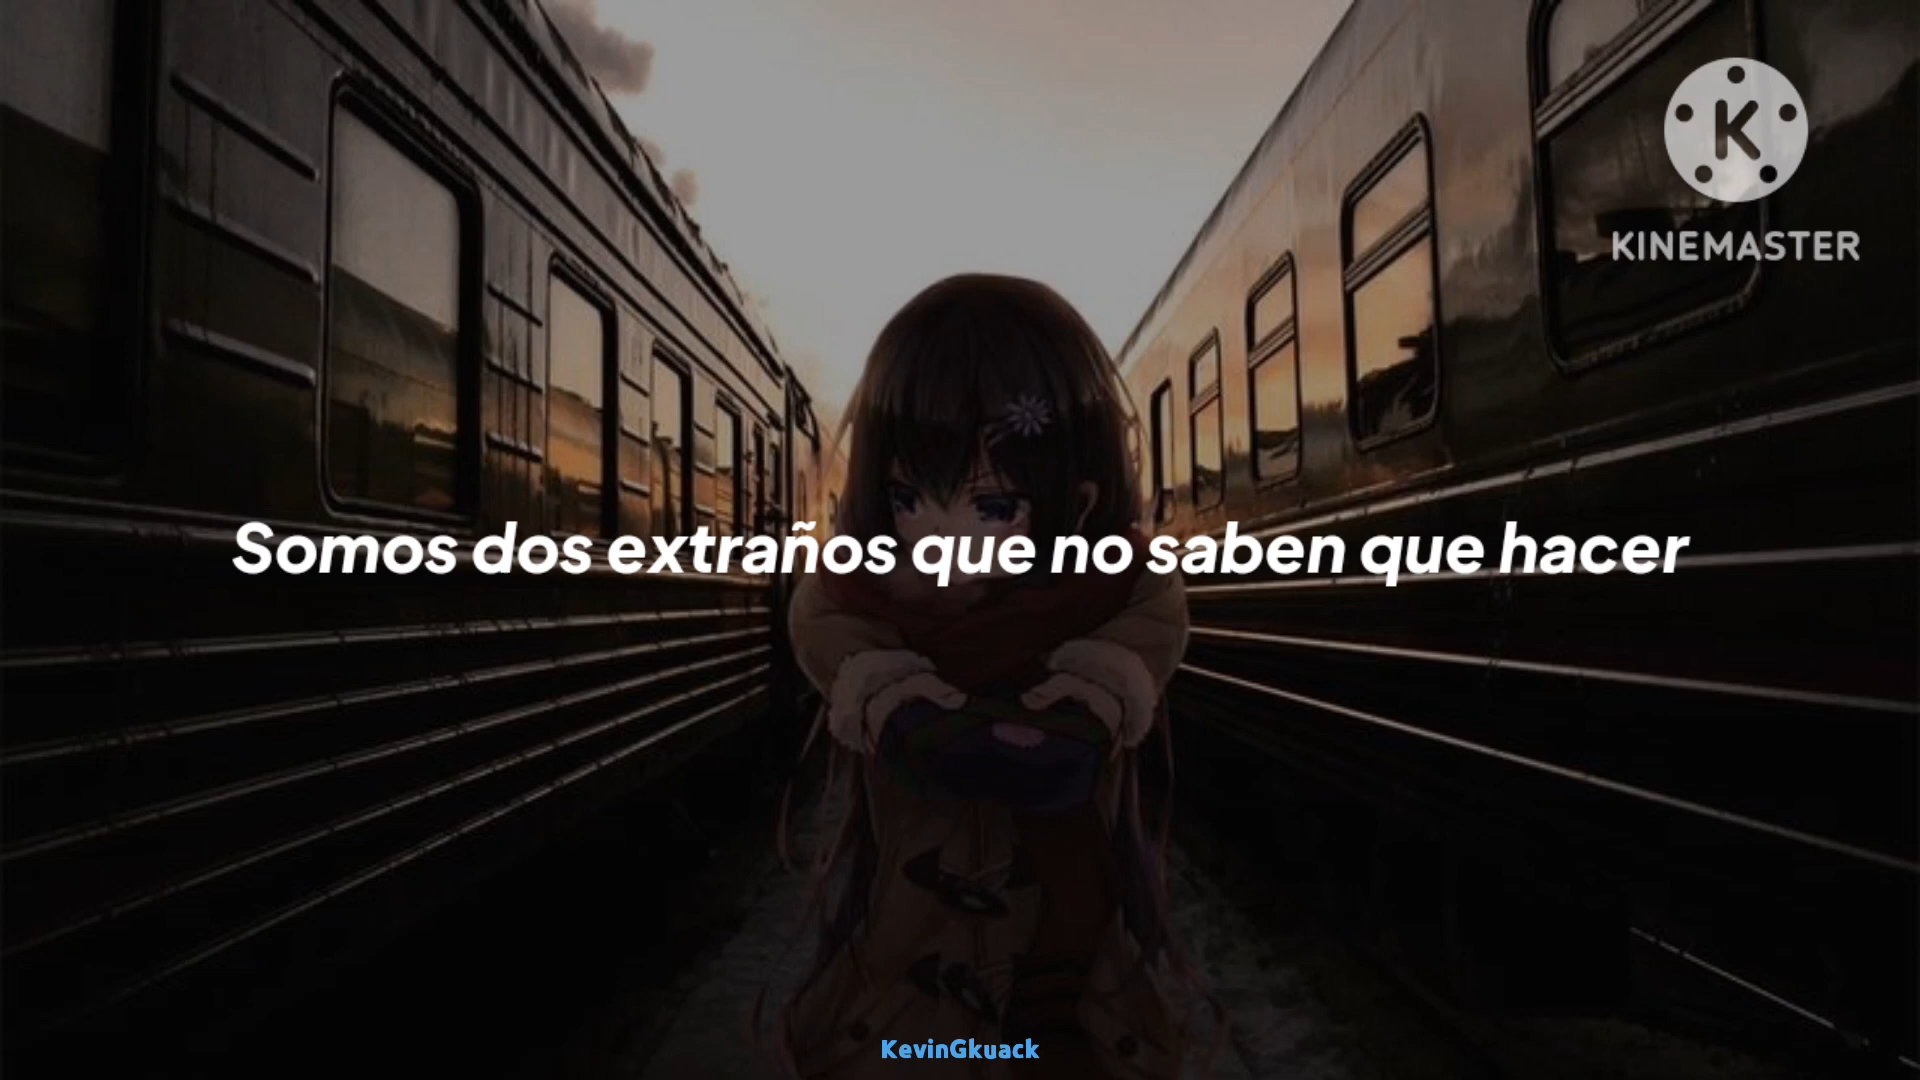 K
KINEMASTER
Somos dos extraños que no saben que hacer
KevinGkuack